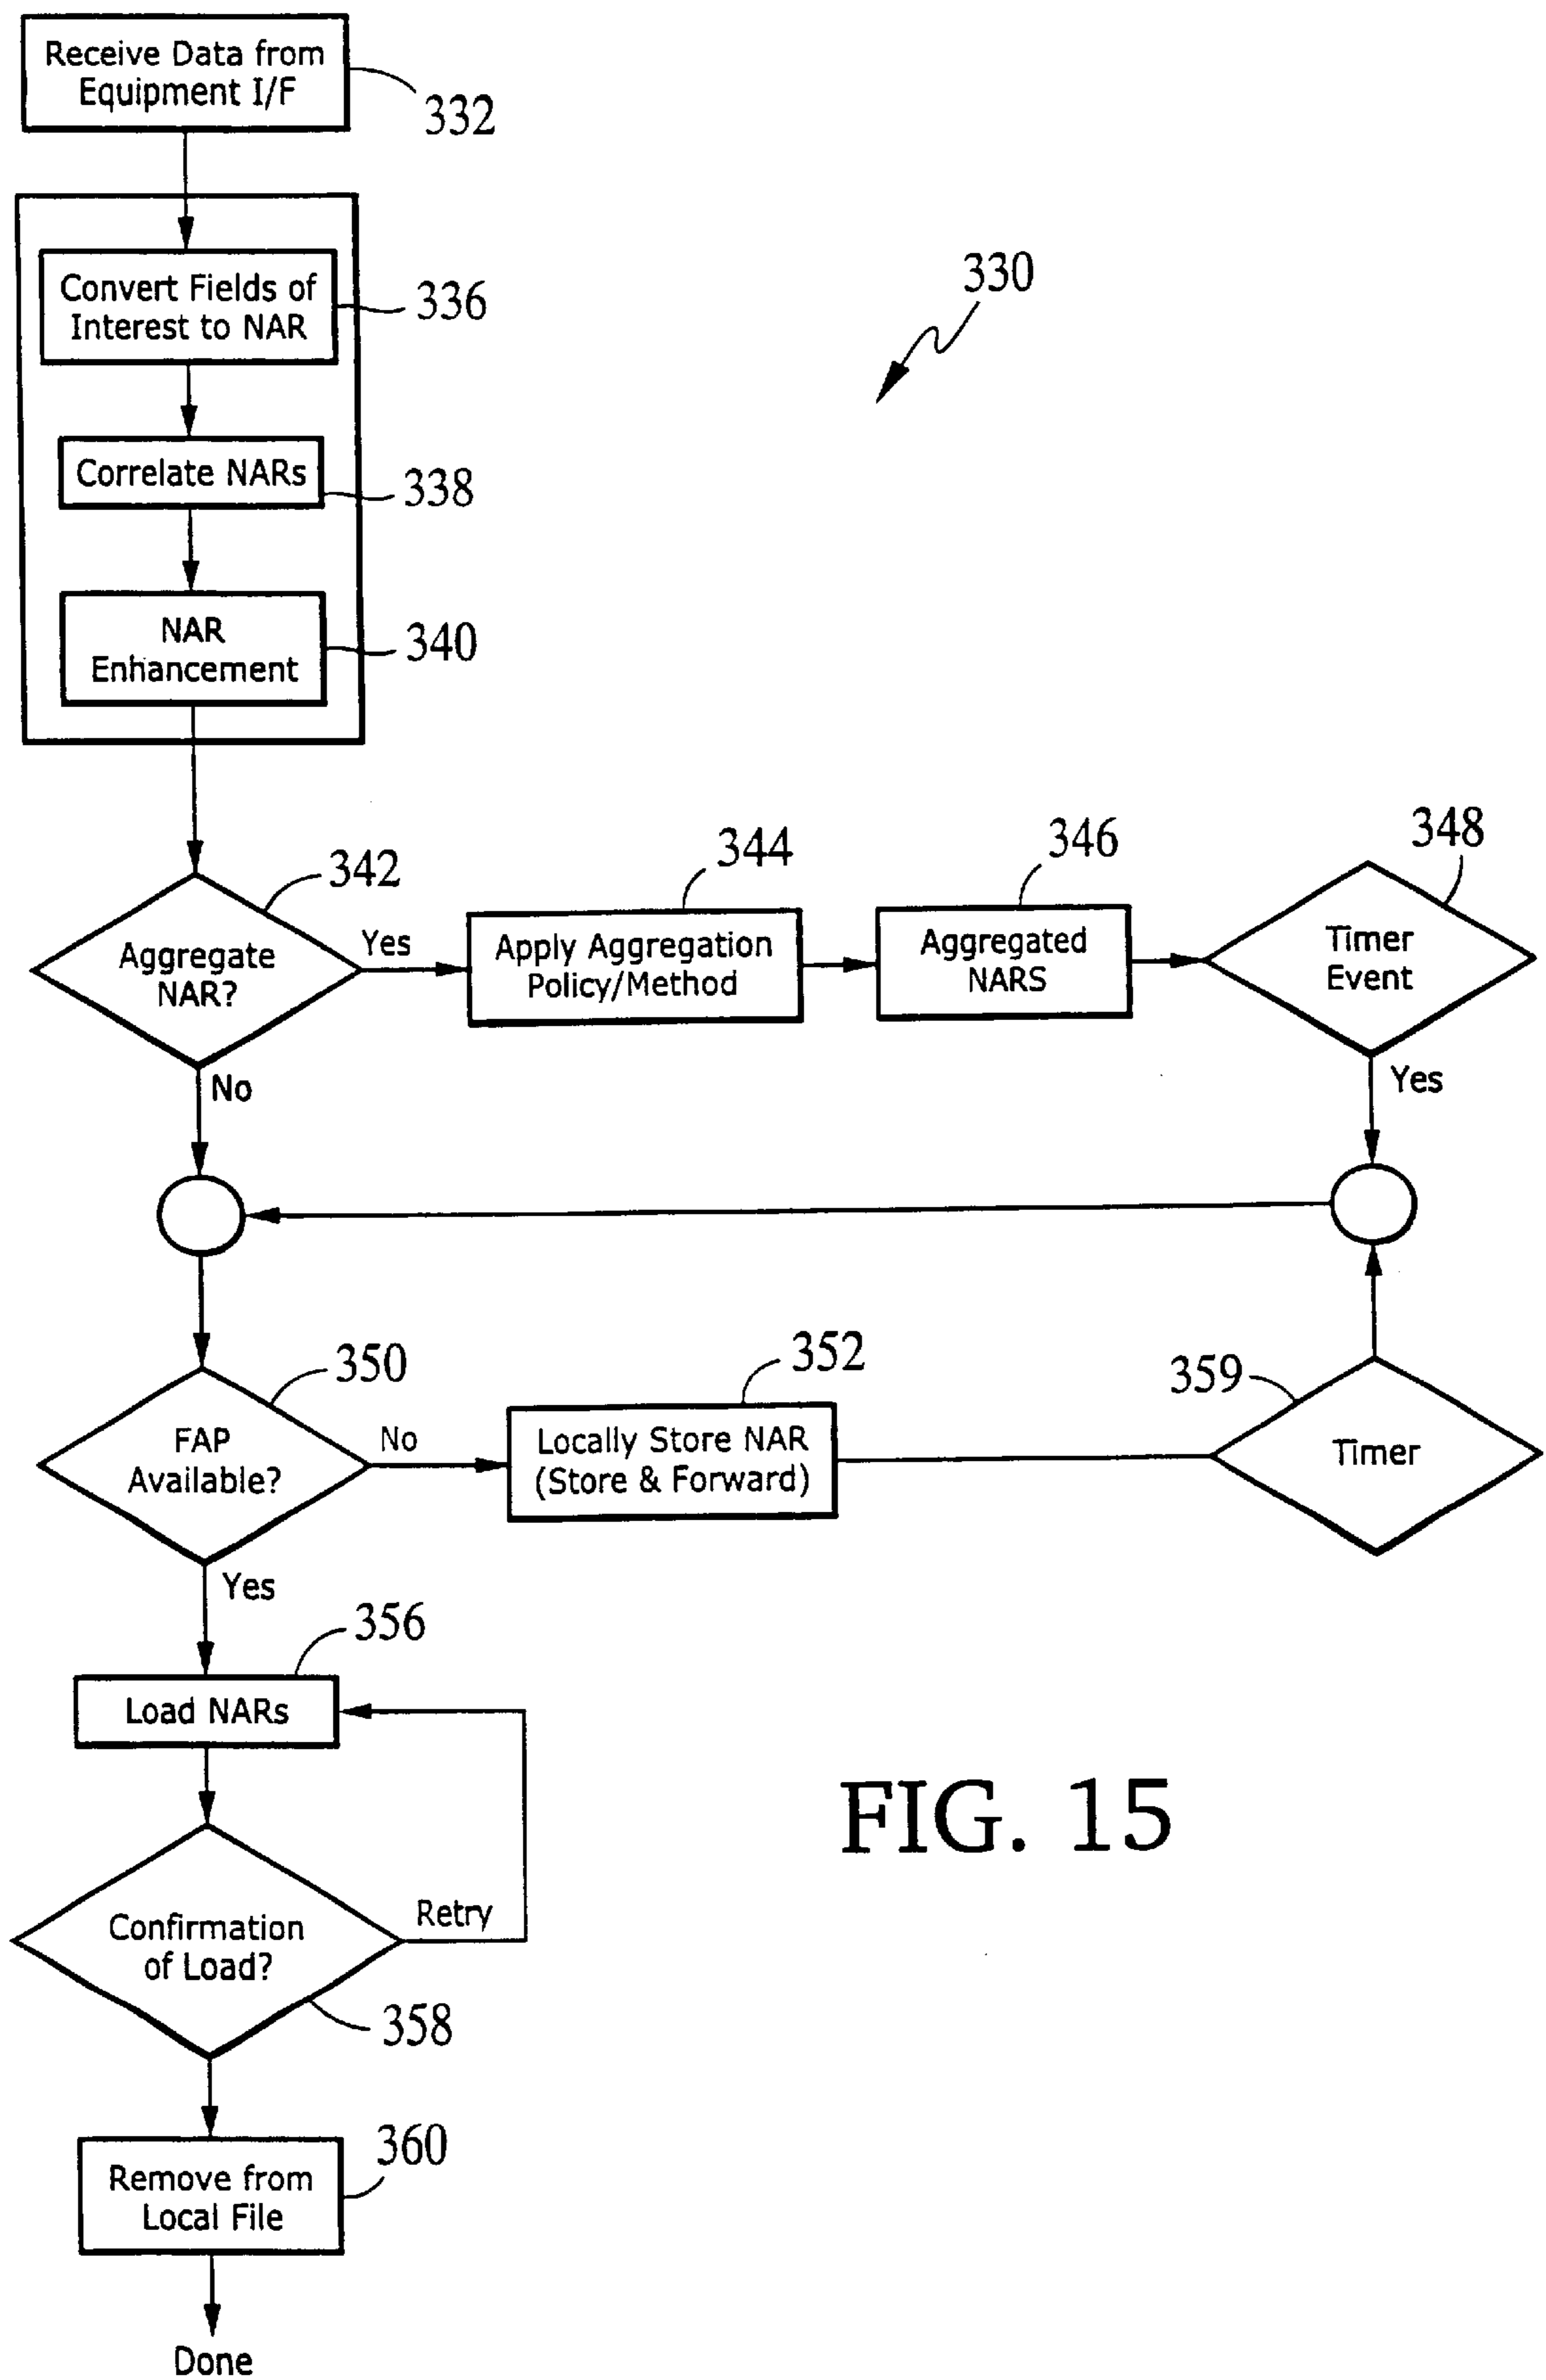 Receive Data from
Equipment I/F
332
Convert Fields of
Interest to NAR
336
330
Correlate NARs
338
NAR
Enhancement
340
342
Aggregate
NAR?
Yes
No
344
Apply Aggregation
Policy/Method
346
Aggregated
NARS
348
Timer
Event
Yes
350
FAP
Available?
No
Yes
352
Locally Store NAR
(Store & Forward)
359
Timer
356
Load NARs
Confirmation
of Load?
Retry
358
360
Remove from
Local File
Done
FIG. 15